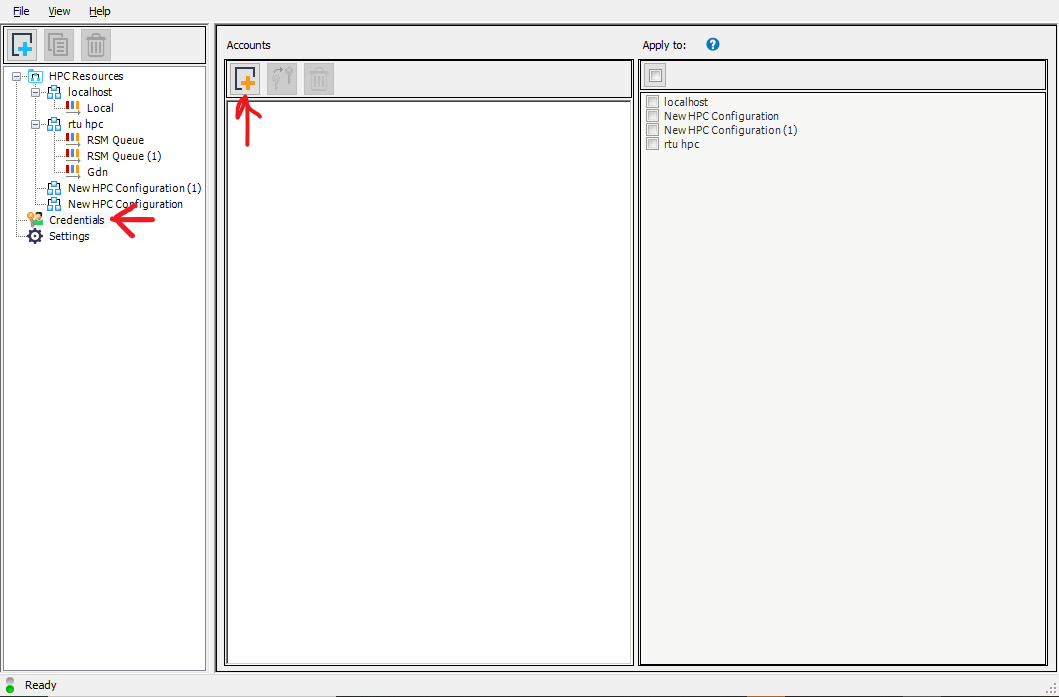 File View Help
Accounts
Apply to:
HPC Resources
localhost
Local
rtu hpc
RSM Queue
RSM Queue (1)
Gdn
New HPC Configuration (1)
New HPC Configuration
Credentials
Settings
localhost
New HPC Configuration
New HPC Configuration (1)
rtu hpc
Ready